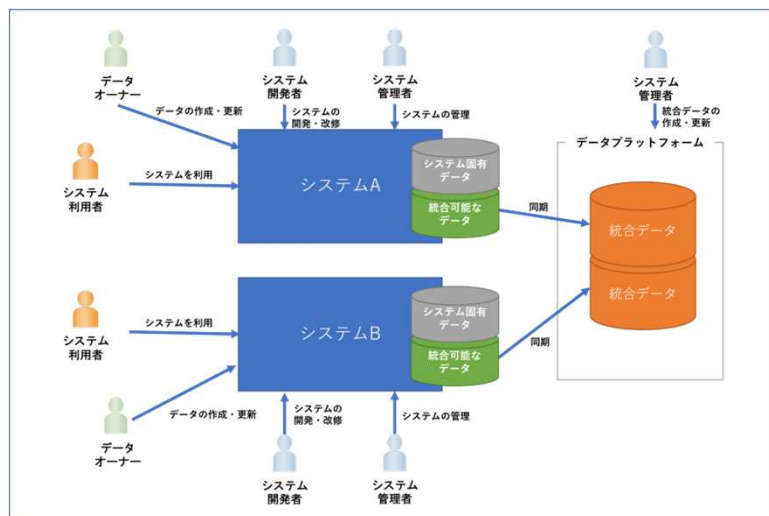 データ
オーナー
システム
開発者
システム
管理者
システム
管理者
データの作成・更新
システムの
開発・改修
システムの管理
統合データの
作成・更新
データプラットフォーム
システム
利用者
システムを利用
システムA
システム固有
データ
統合可能な
データ
同期
統合データ
統合データ
システム
利用者
システムを利用
システムB
システム固有
データ
統合可能な
データ
同期
データの作成・更新
システムの
開発・改修
システムの管理
データ
オーナー
システム
開発者
システム
管理者